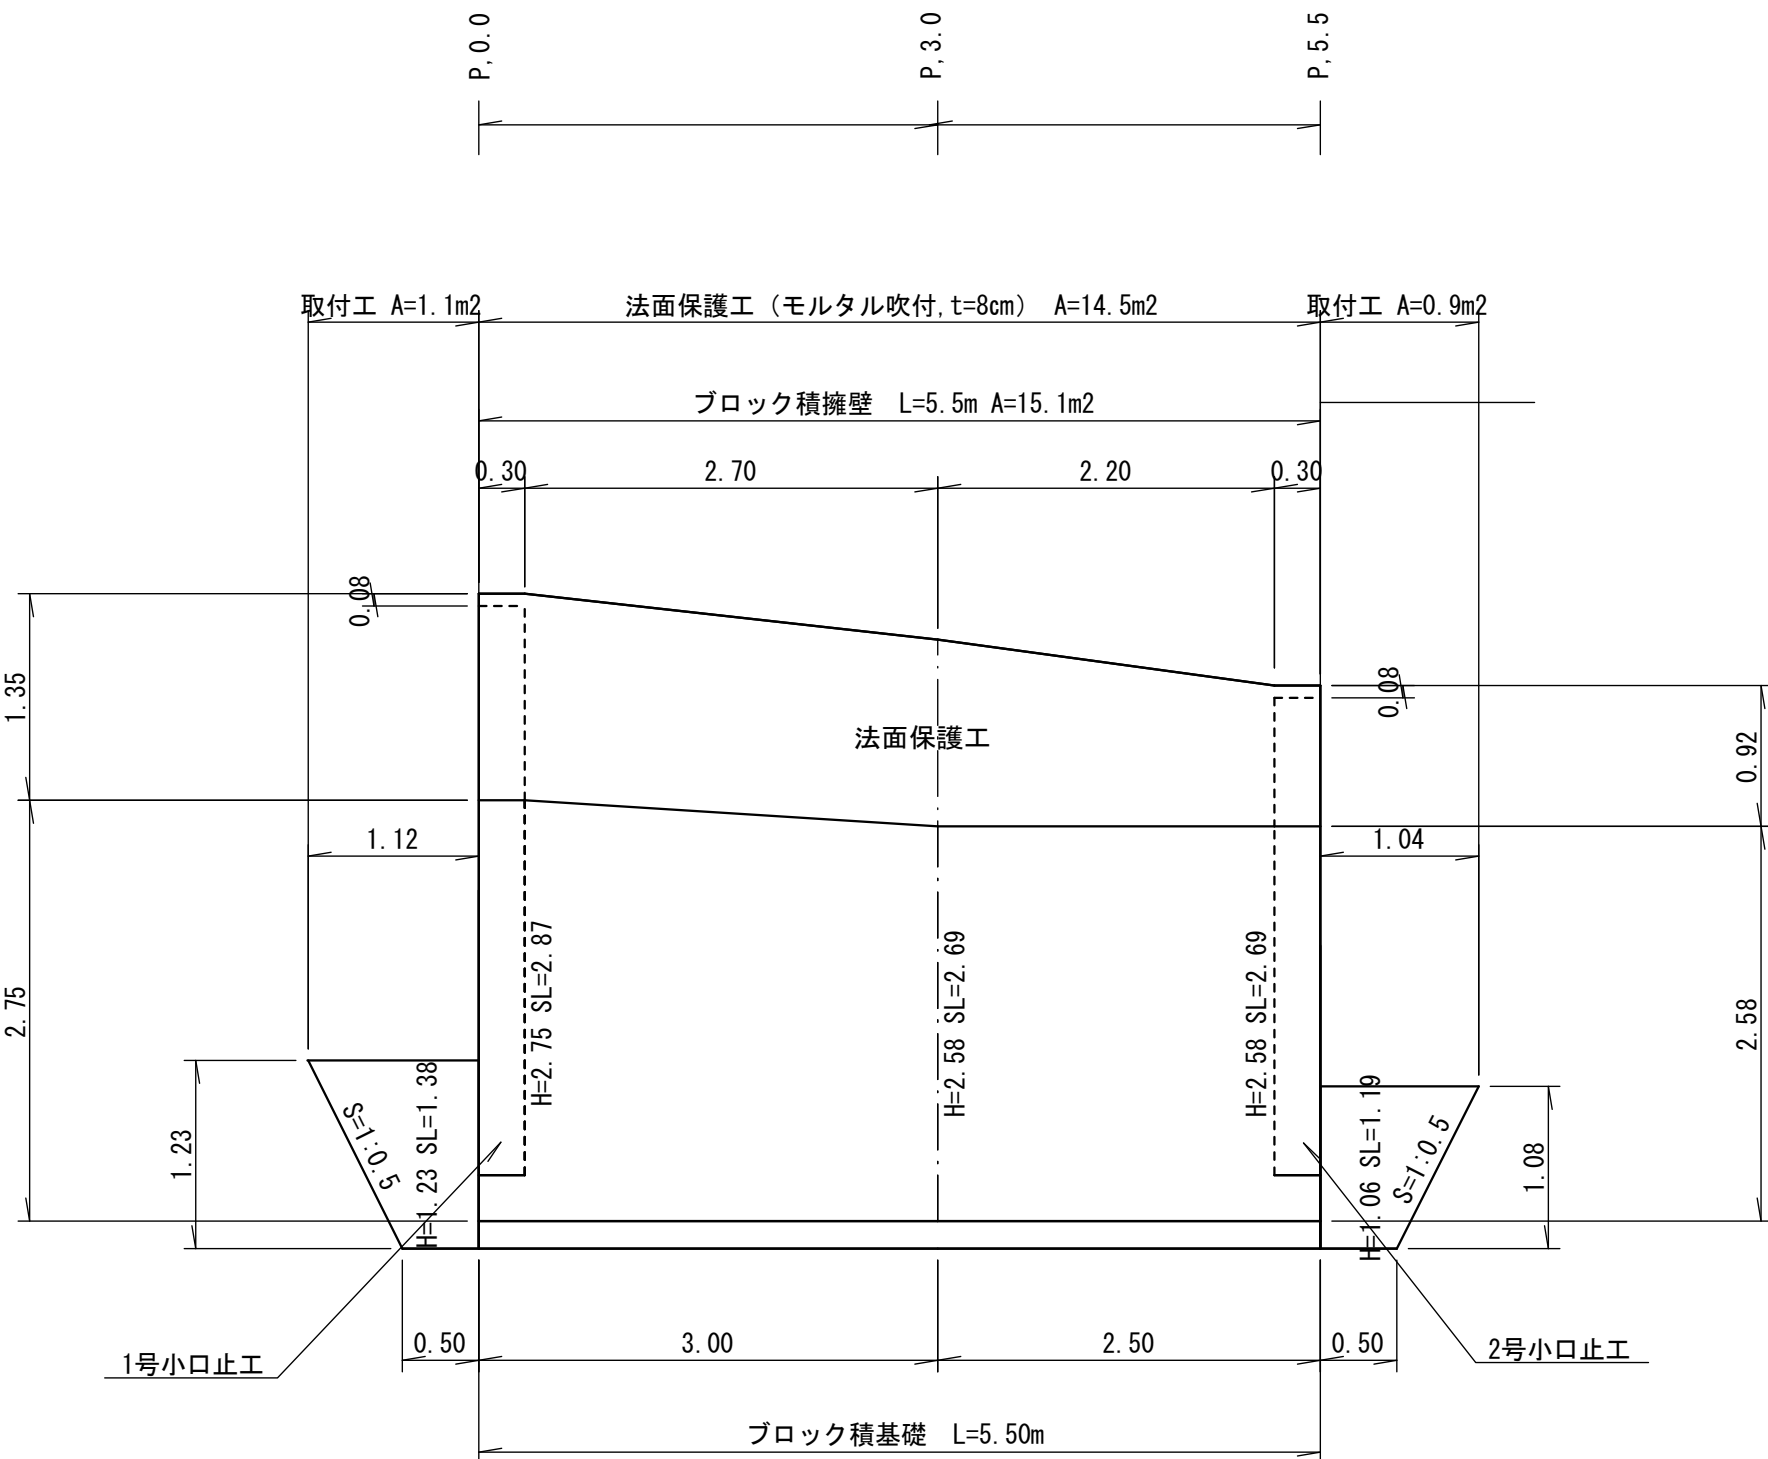 P,0.0
P,3.0
P,5.5
取付工 A=1.1m2
法面保護工（モルタル吹付,t=8cm） A=14.5m2
取付工 A=0.9m2
ブロック積擁壁　L=5.5m A=15.1m2
0.30
2.70
2.20
0.30
0.08
1.35
0.08
法面保護工
0.92
1.12
1.04
H=2.75 SL=2.87
H=2.58 SL=2.69
H=2.58 SL=2.69
2.75
2.58
H=1.23 SL=1.38
H=1.06 SL=1.19
S=1:0.5
S=1:0.5
1.23
1.08
0.50
3.00
2.50
0.50
1号小口止工
2号小口止工
ブロック積基礎　L=5.50m